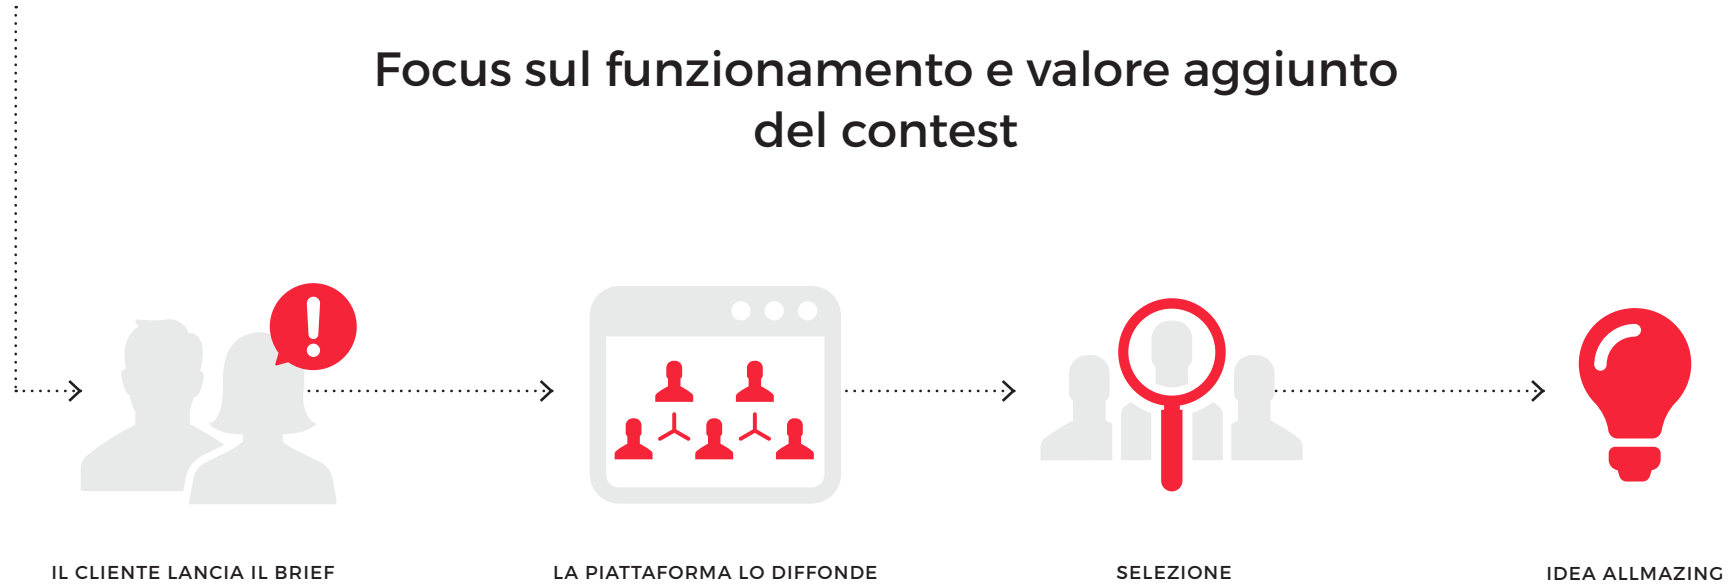 Focus sul funzionamento e valore aggiunto
del contest
IL CLIENTE LANCIA IL BRIEF
LA PIATTAFORMA LO DIFFONDE
SELEZIONE
IDEA ALLMAZING